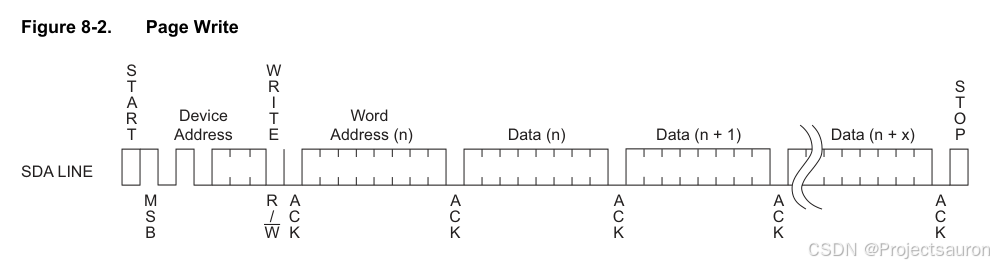 Figure 8-2. Page Write
START
WRITE
STOP
Device
Address
Word
Address (n)
Data (n)
Data (n + 1)
Data (n + x)
SDA LINE
MSB
R/W
ACK
ACK
ACK
ACK
ACK
CSDN @Projectsauron